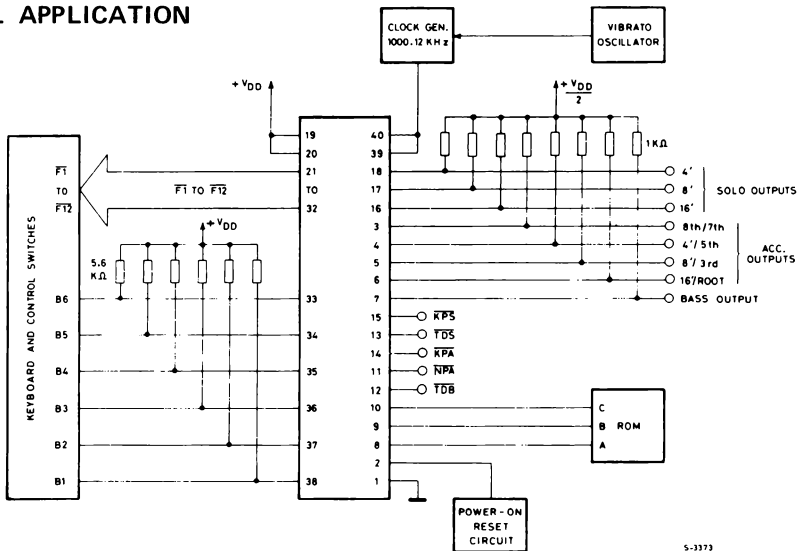 L APPLICATION
CLOCK GEN.
1000.12 KHz
VIBRATO
OSCILLATOR
+ VDD
+ VDD
2
19
20
21
TO
32
33
34
35
36
37
38
40
39
18
17
16
3
4
5
6
7
15
13
14
11
12
10
9
8
2
1
1KΩ
4'
8'
16'
SOLO OUTPUTS
8th/7th
4'/5th
8'/3rd
16'/ROOT
ACC.
OUTPUTS
BASS OUTPUT
KPS
TDS
KPA
NPA
TDB
KEYBOARD AND CONTROL SWITCHES
F1
TO
F12
F1 TO F12
+ VDD
5.6
KΩ
B6
B5
B4
B3
B2
B1
C
B
A
ROM
POWER-ON
RESET
CIRCUIT
S-3373